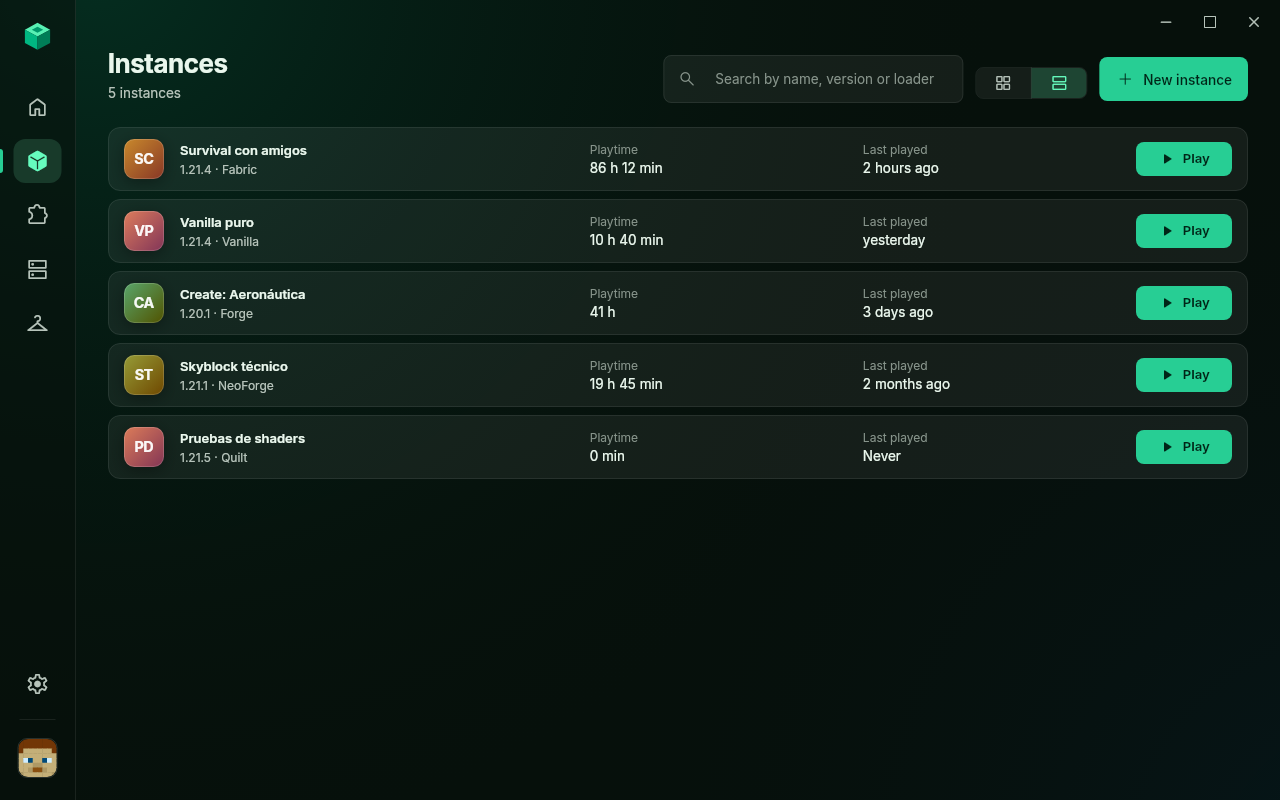 Instances
5 instances
Search by name, version or loader
New instance
SC
Survival con amigos
1.21.4 · Fabric
Playtime
86 h 12 min
Last played
2 hours ago
Play
VP
Vanilla puro
1.21.4 · Vanilla
Playtime
10 h 40 min
Last played
yesterday
Play
CA
Create: Aeronáutica
1.20.1 · Forge
Playtime
41 h
Last played
3 days ago
Play
ST
Skyblock técnico
1.21.1 · NeoForge
Playtime
19 h 45 min
Last played
2 months ago
Play
PD
Pruebas de shaders
1.21.5 · Quilt
Playtime
0 min
Last played
Never
Play